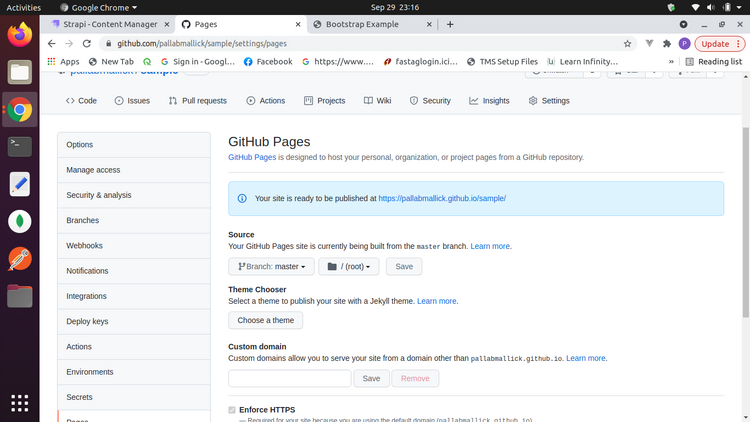 Activities
Google Chrome
Sep 29 23:16
Strapi - Content Manager
Pages
Bootstrap Example
github.com/pallabmallick/sample/settings/pages
P
Update
Apps
New Tab
Sign in - Googl…
Facebook
https://www.…
fastaglogin.ici…
TMS Setup Files
Learn Infinity…
»
Reading list
pallabmallick / sample
Code
Issues
Pull requests
Actions
Projects
Wiki
Security
Insights
Settings
Options
Manage access
Security & analysis
Branches
Webhooks
Notifications
Integrations
Deploy keys
Actions
Environments
Secrets
Pages
GitHub Pages
GitHub Pages is designed to host your personal, organization, or project pages from a GitHub repository.
Your site is ready to be published at https://pallabmallick.github.io/sample/
Source
Your GitHub Pages site is currently being built from the master branch. Learn more.
Branch: master
/ (root)
Save
Theme Chooser
Select a theme to publish your site with a Jekyll theme. Learn more.
Choose a theme
Custom domain
Custom domains allow you to serve your site from a domain other than pallabmallick.github.io. Learn more.
Save
Remove
Enforce HTTPS
— Required for your site because you are using the default domain (pallabmallick.github.io)